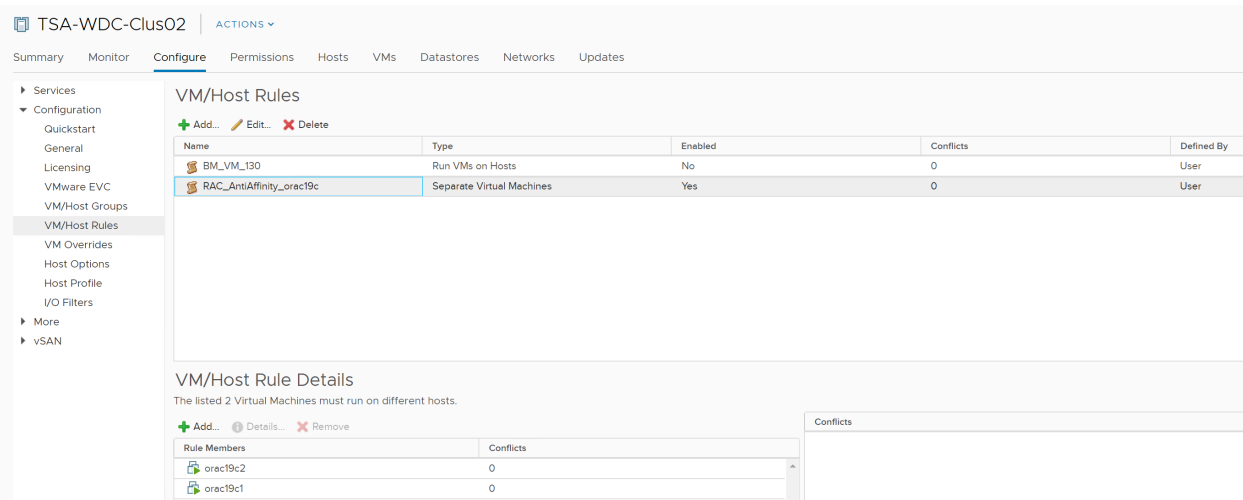 TSA-WDC-Clus02 ACTIONS
Summary Monitor Configure Permissions Hosts VMs Datastores Networks Updates
Services
Configuration
Quickstart
General
Licensing
VMware EVC
VM/Host Groups
VM/Host Rules
VM Overrides
Host Options
Host Profile
I/O Filters
More
vSAN
VM/Host Rules
Add... Edit... Delete
Name Type Enabled Conflicts Defined By
BM_VM_130 Run VMs on Hosts No 0 User
RAC_AntiAffinity_orac19c Separate Virtual Machines Yes 0 User
VM/Host Rule Details
The listed 2 Virtual Machines must run on different hosts.
Add... Details... Remove
Rule Members Conflicts
orac19c2 0
orac19c1 0
Conflicts